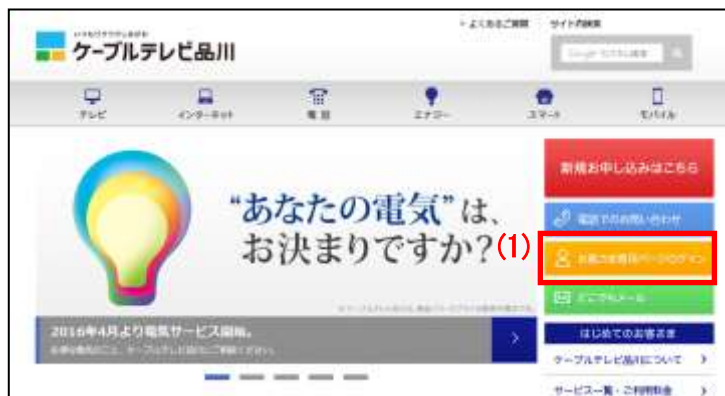 よくあるご質問 サイト内検索
ケーブルテレビ品川
テレビ インターネット 電話 エナジー スマート モバイル
新規お申し込みはこちら
“あなたの電気”は、
お決まりですか?
(1)
電話でのお問い合わせ
お客さま専用ページログイン
どこでもメール
2016年4月より電気サービス開始。
はじめてのお客さま
ケーブルテレビ品川について
サービス一覧・ご利用料金